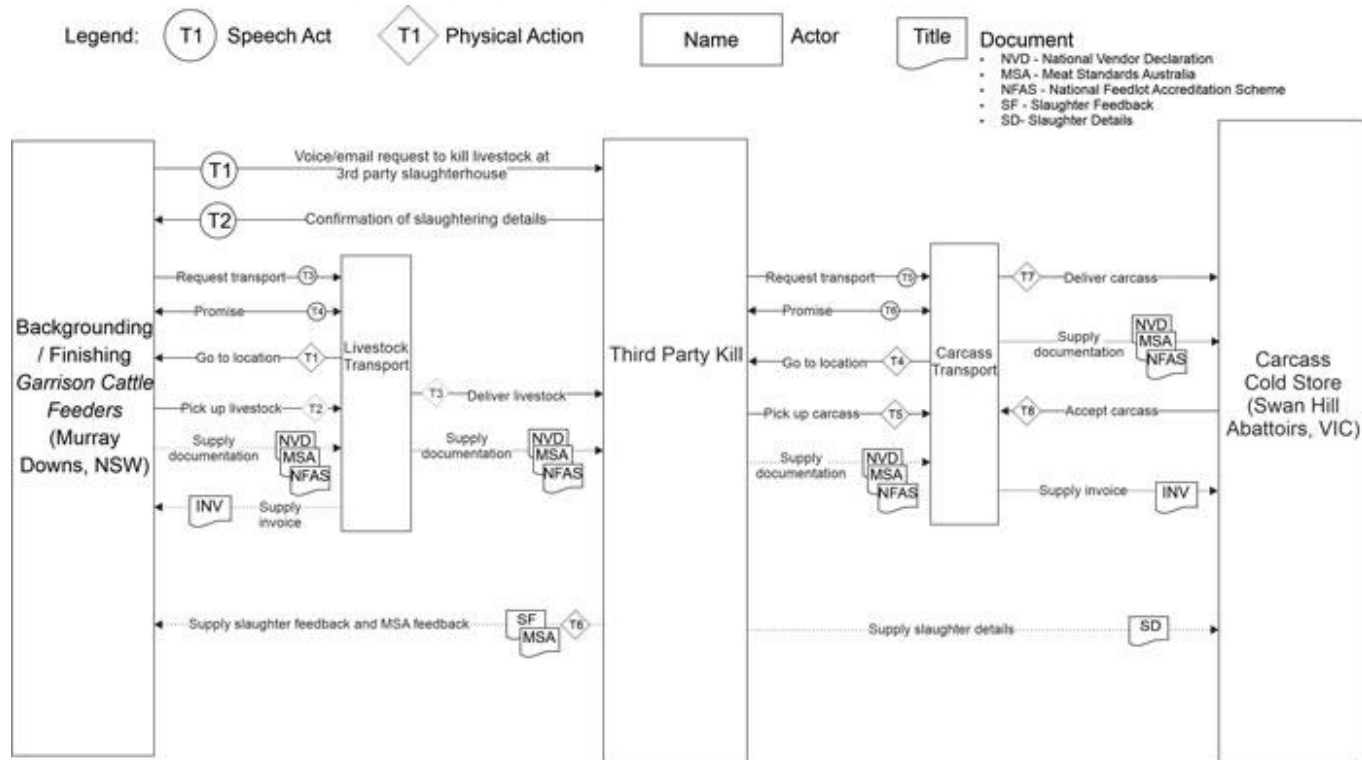 Legend:
T1
Speech Act
T1
Physical Action
Name
Actor
Title
Document
• NVD - National Vendor Declaration
• MSA - Meat Standards Australia
• NFAS - National Feedlot Accreditation Scheme
• SF - Slaughter Feedback
• SD- Slaughter Details
Backgrounding
/ Finishing
Garrison Cattle
Feeders
(Murray
Downs, NSW)
T1
Voice/email request to kill livestock at
3rd party slaughterhouse
T2
Confirmation of slaughtering details
Request transport
T3
Promise
T4
Go to location
T1
Pick up livestock
T2
Supply
documentation
NVD
MSA
NFAS
INV
Supply
invoice
Livestock
Transport
T3
Deliver livestock
Supply
documentation
NVD
MSA
NFAS
Supply slaughter feedback and MSA feedback
SF
MSA
T6
Third Party Kill
Request transport
T5
Promise
T6
Go to location
T4
Pick up carcass
T5
Supply
documentation
NVD
MSA
NFAS
Carcass
Transport
T7
Deliver carcass
Supply
documentation
NVD
MSA
NFAS
T8
Accept carcass
Supply invoice
INV
Supply slaughter details
SD
Carcass
Cold Store
(Swan Hill
Abattoirs, VIC)